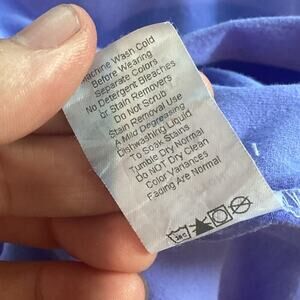 Machine Wash Cold
Before Wearing
Separate Colors
No Detergent Bleaches
or Stain Removers
Do Not Scrub
Stain Removal Use
A Mild Degreasing
Dishwashing Liquid
To Soak Stains
Tumble Dry Normal
Do NOT Dry Clean
Color Variances
Fading Are Normal